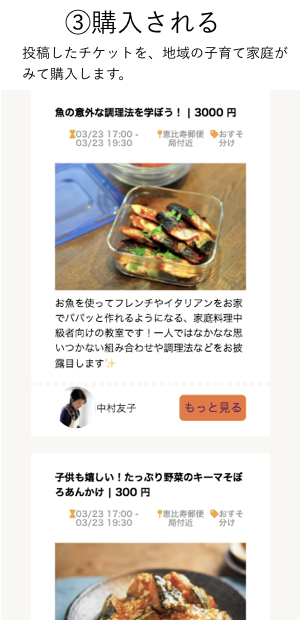 ③購入される
投稿したチケットを、地域の子育て家庭が
みて購入します。
魚の意外な調理法を学ぼう！ | 3000 円
03/23 17:00 -
03/23 19:30
恵比寿郵便
局付近
おすそ
分け
お魚を使ってフレンチやイタリアンをお家
でパパッと作れるようになる、家庭料理中
級者向けの教室です！一人ではなかなな思
いつかない組み合わせや調理法などをお披
露目します✨
中村友子
もっと見る
子供も嬉しい！たっぷり野菜のキーマそぼ
ろあんかけ | 300 円
03/23 17:00 -
03/23 19:30
恵比寿郵便
局付近
おすそ
分け